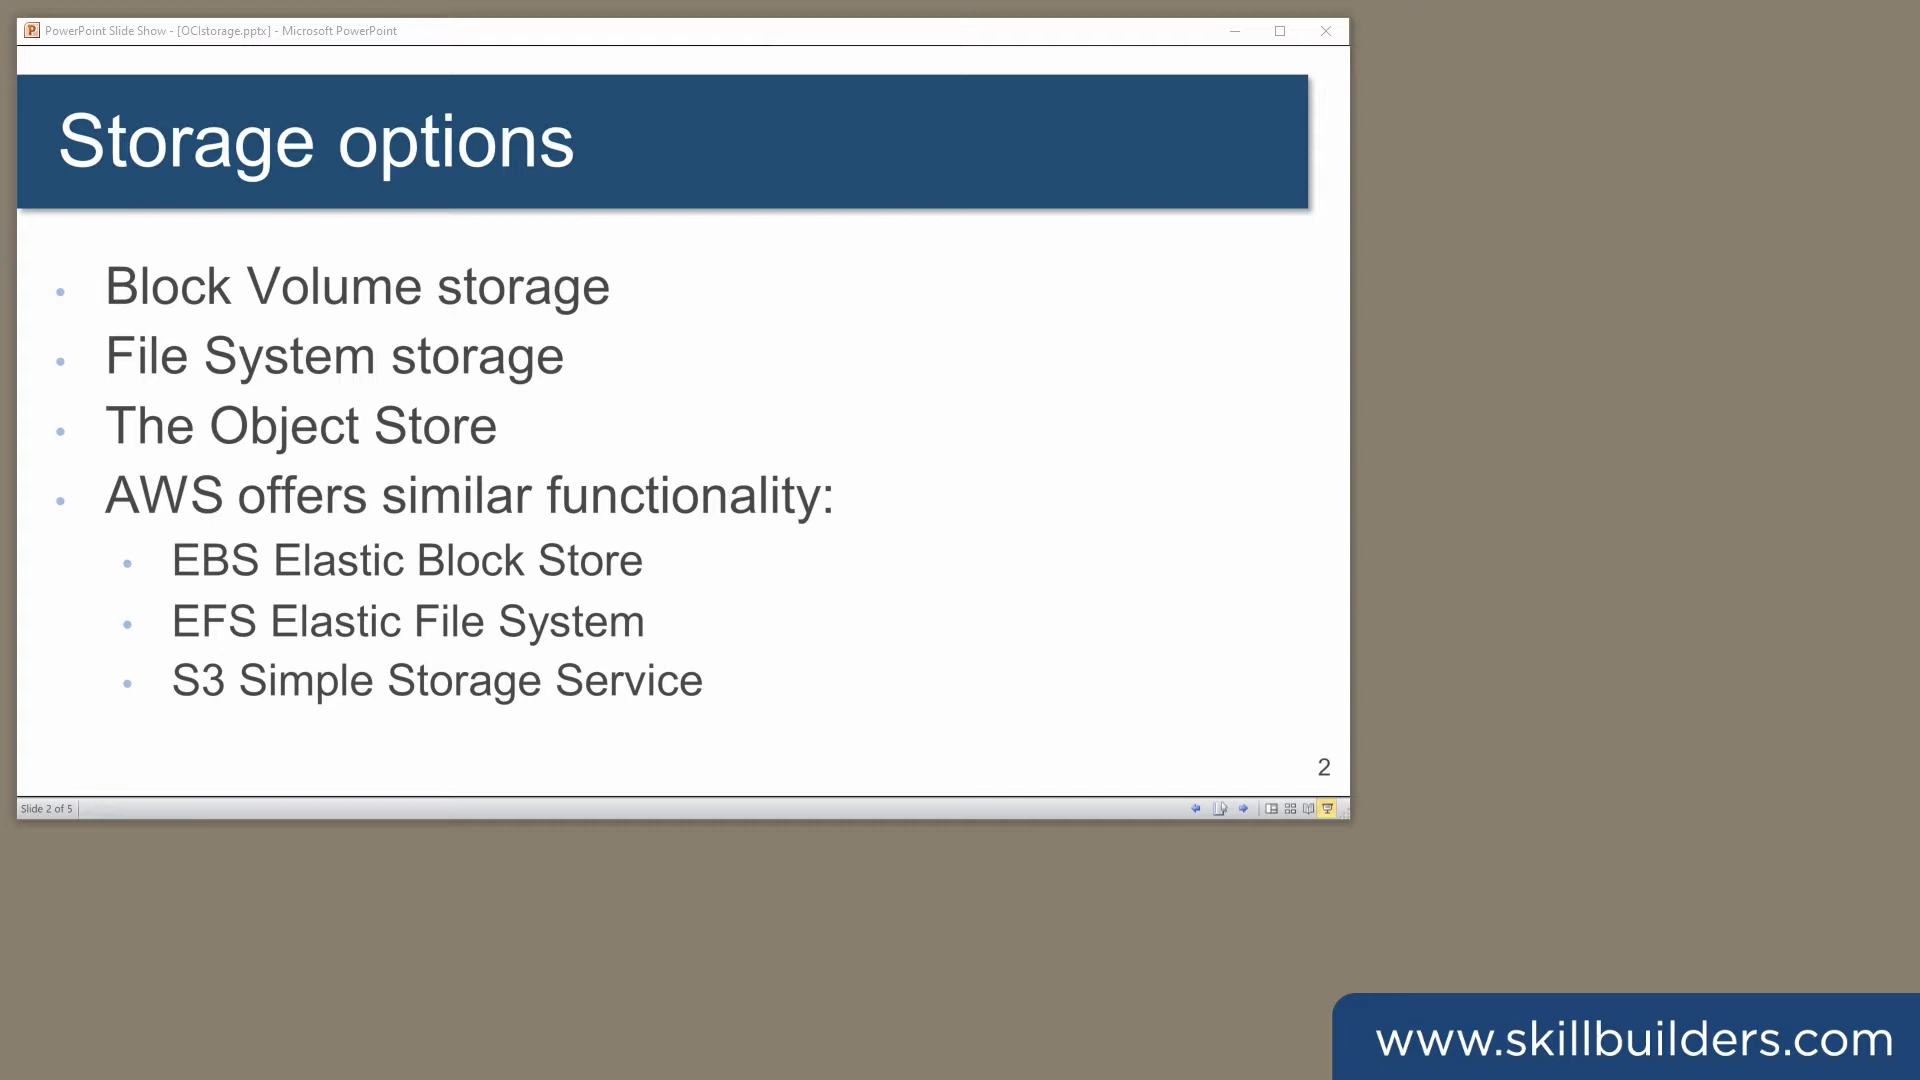 PowerPoint Slide Show - [OCIstorage.pptx] - Microsoft PowerPoint
Storage options
• Block Volume storage
• File System storage
• The Object Store
• AWS offers similar functionality:
• EBS Elastic Block Store
• EFS Elastic File System
• S3 Simple Storage Service
2
Slide 2 of 5
www.skillbuilders.com